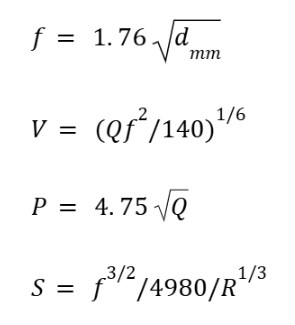 f = 1.76 √d_mm
V = (Qf²/140)^1/6
P = 4.75 √Q
S = f^3/2/4980/R^1/3